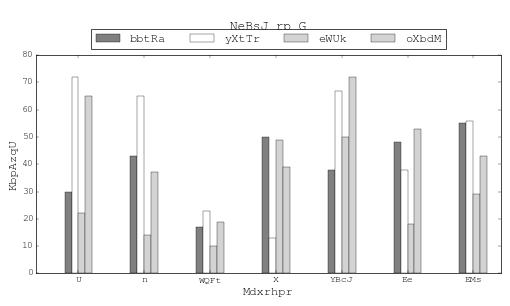 NeBsJ rp G
bbtRa yXtTr eWUk oXbdM
80
70
60
50
40
30
20
10
0
KbpAzqU
U n WQFt X YBcJ Ee EMs
Mdxrhpr